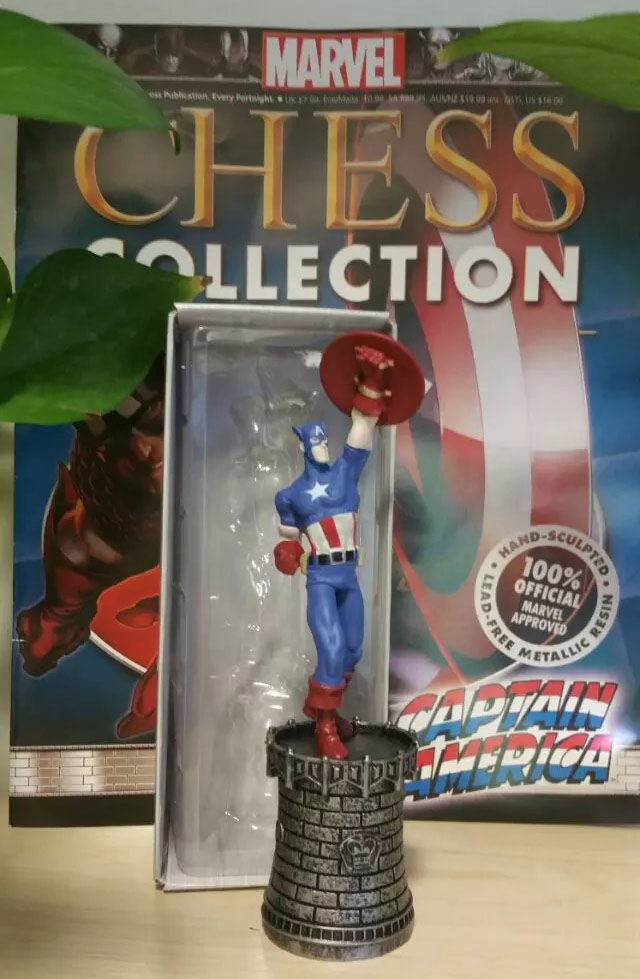 MARVEL
Publication. Every Fortnight.
CHESS
COLLECTION
HAND-SCULPTED
100%
OFFICIAL
MARVEL
APPROVED
LEAD-FREE METALLIC RESIN
CAPTAIN
AMERICA
A